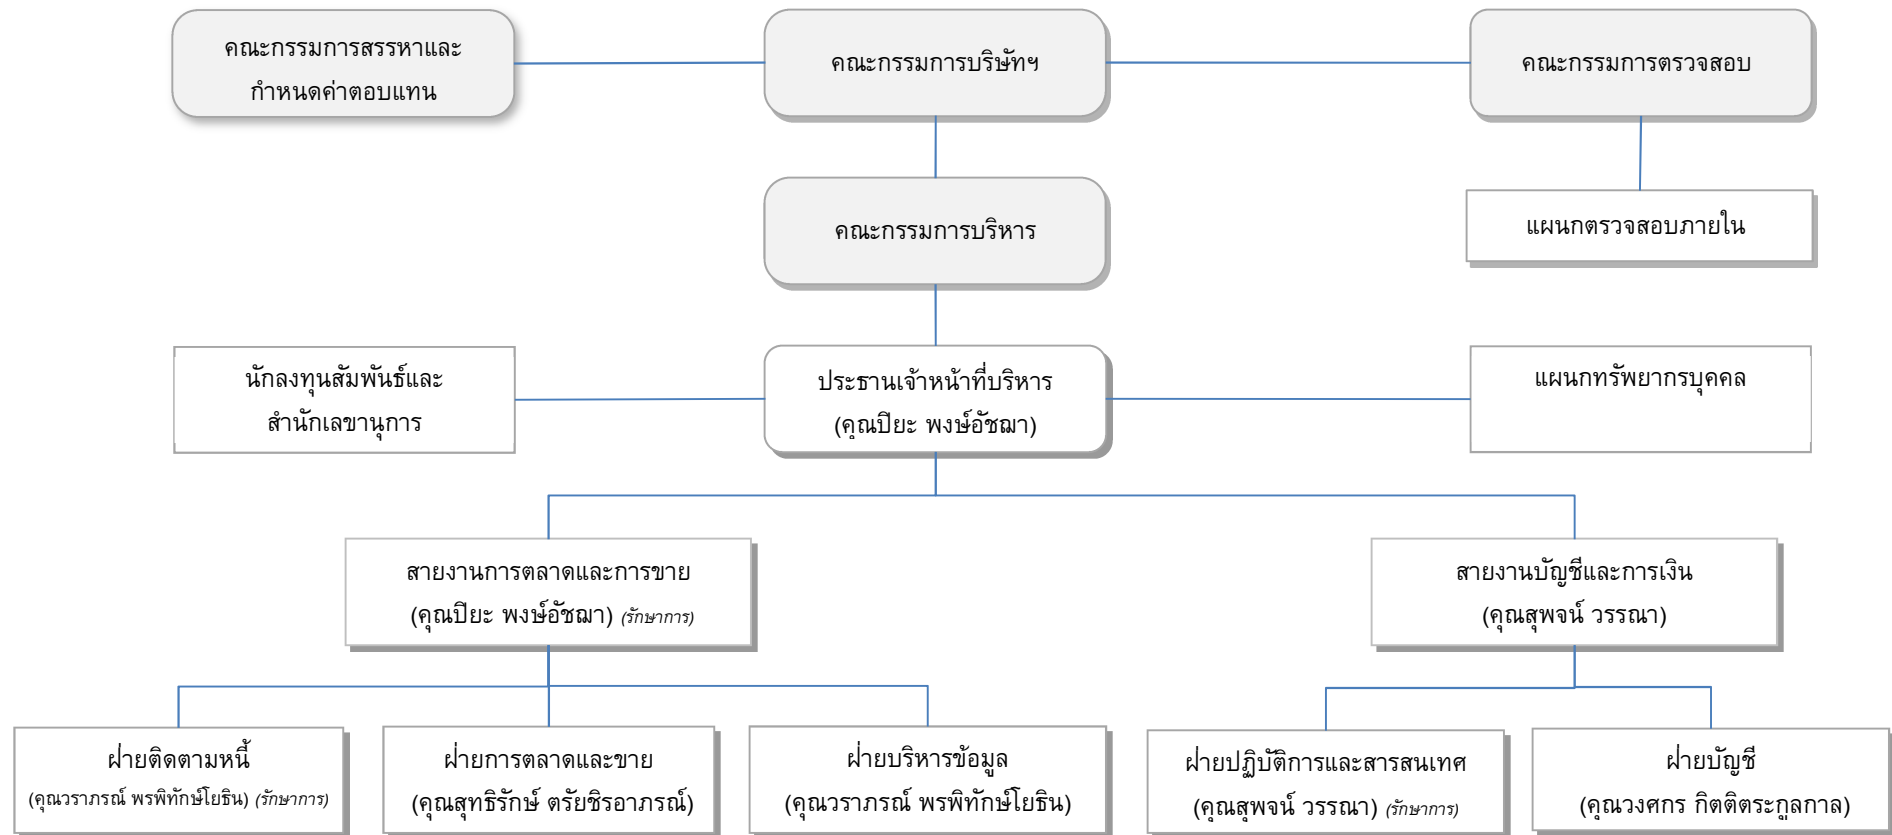 คณะกรรมการสรรหาและ
กำหนดค่าตอบแทน
คณะกรรมการบริษัทฯ
คณะกรรมการตรวจสอบ
คณะกรรมการบริหาร
แผนกตรวจสอบภายใน
นักลงทุนสัมพันธ์และ
สำนักเลขานุการ
ประธานเจ้าหน้าที่บริหาร
(คุณปิยะ พงษ์อัชฌา)
แผนกทรัพยากรบุคคล
สายงานการตลาดและการขาย
(คุณปิยะ พงษ์อัชฌา) (รักษาการ)
สายงานบัญชีและการเงิน
(คุณสุพจน์ วรรณา)
ฝ่ายติดตามหนี้
(คุณวราภรณ์ พรพิทักษ์โยธิน) (รักษาการ)
ฝ่ายการตลาดและขาย
(คุณสุทธิรักษ์ ตรัยชิรอาภรณ์)
ฝ่ายบริหารข้อมูล
(คุณวราภรณ์ พรพิทักษ์โยธิน)
ฝ่ายปฏิบัติการและสารสนเทศ
(คุณสุพจน์ วรรณา) (รักษาการ)
ฝ่ายบัญชี
(คุณวงศกร กิตติตระกูลกาล)